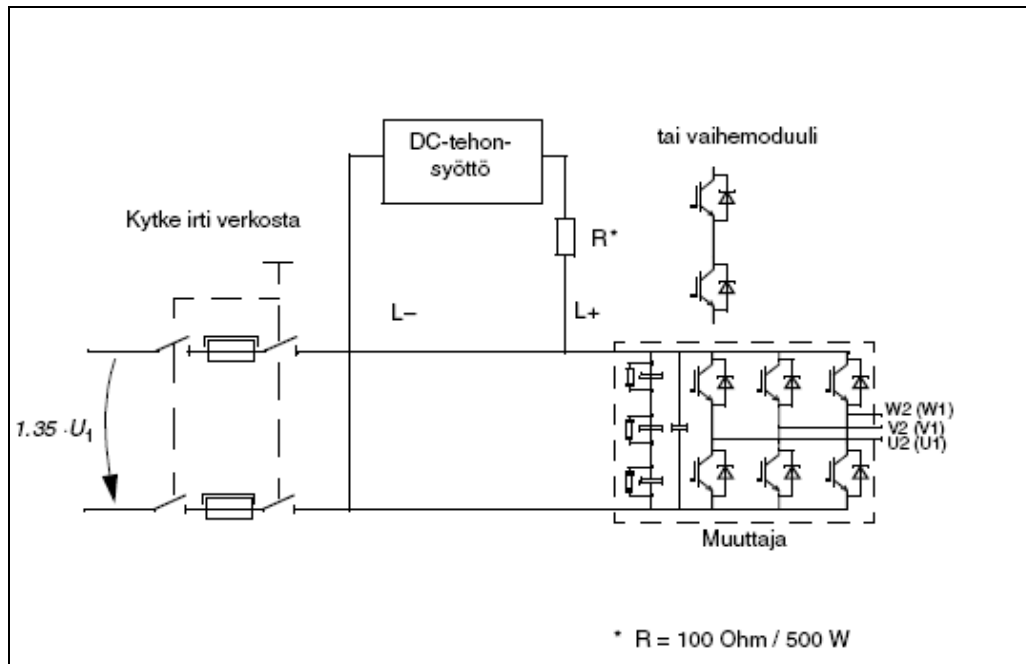 DC-tehon-
syöttö
tai vaihemoduuli
Kytke irti verkosta
R*
L–
L+
1.35 ·U1
W2 (W1)
V2 (V1)
U2 (U1)
Muuttaja
* R = 100 Ohm / 500 W